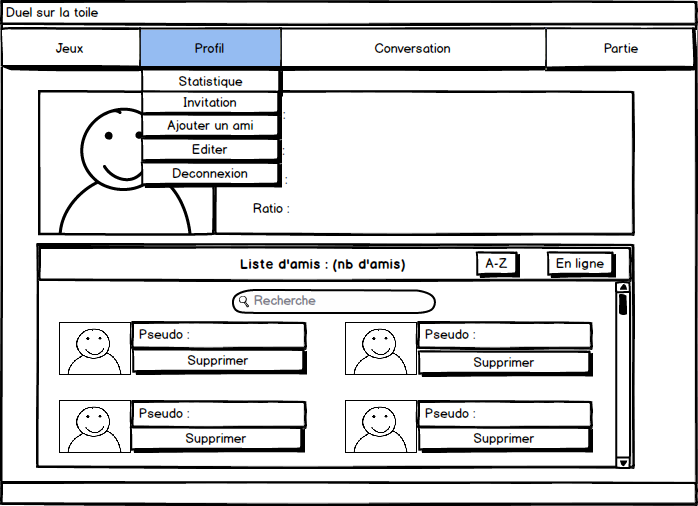 Duel sur la toile
Jeux Profil Conversation Partie
Statistique
Invitation
:
Ajouter un ami
Editer :
Deconnexion :
Ratio :
Liste d'amis : (nb d'amis) A-Z En ligne
Recherche
Pseudo : Pseudo :
Supprimer Supprimer
Pseudo : Pseudo :
Supprimer Supprimer